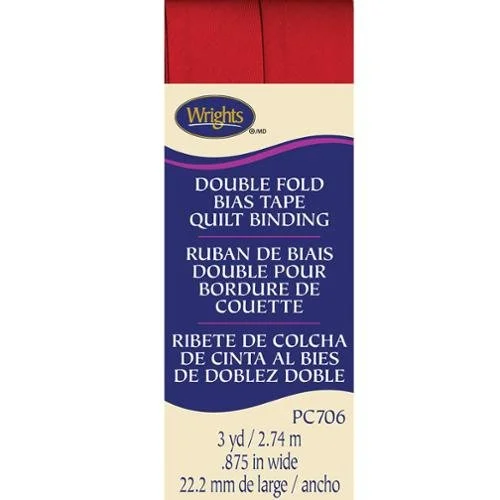 Wrights
®/MD
DOUBLE FOLD
BIAS TAPE
QUILT BINDING
RUBAN DE BIAIS
DOUBLE POUR
BORDURE DE
COUETTE
RIBETE DE COLCHA
DE CINTA AL BIES
DE DOBLEZ DOBLE
PC706
3 yd / 2.74 m
.875 in wide
22.2 mm de large / ancho